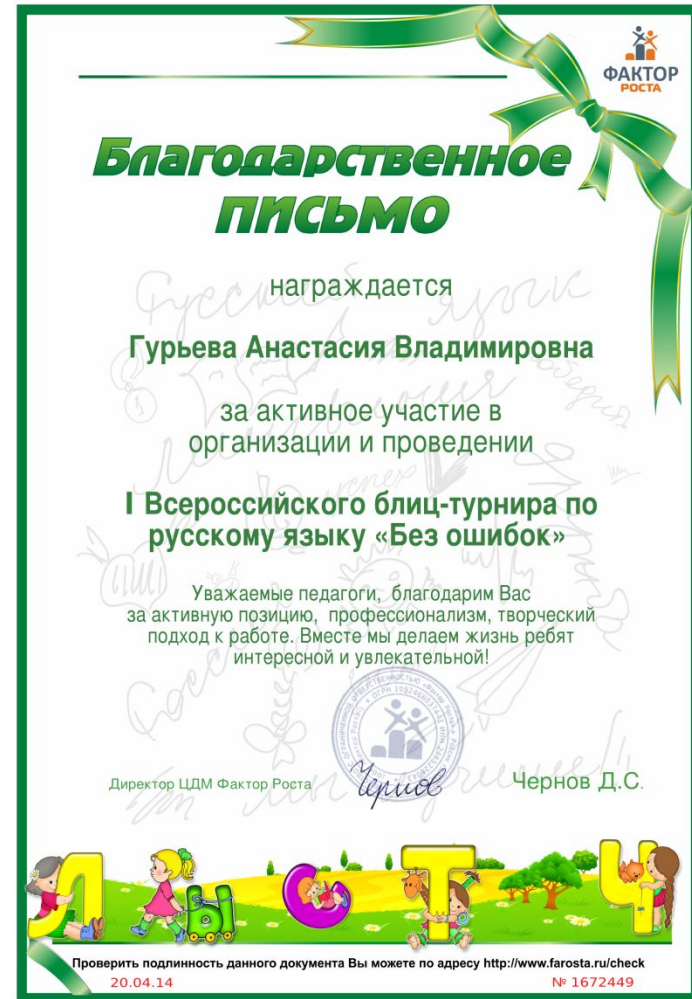 ФАКТОР
РОСТА
Благодарственное
письмо
награждается
Гурьева Анастасия Владимировна
за активное участие в
организации и проведении
I Всероссийского блиц-турнира по
русскому языку «Без ошибок»
Уважаемые педагоги, благодарим Вас
за активную позицию, профессионализм, творческий
подход к работе. Вместе мы делаем жизнь ребят
интересной и увлекательной!
Директор ЦДМ Фактор Роста
Чернов
Чернов Д.С.
Л Ы С Т Ч
Проверить подлинность данного документа Вы можете по адресу http://www.farosta.ru/check
20.04.14
№ 1672449